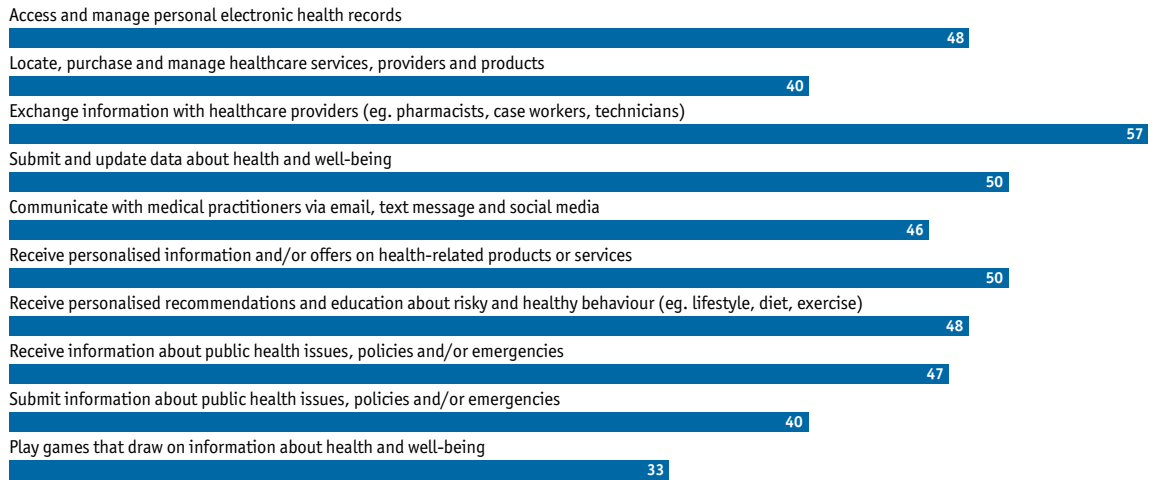 Access and manage personal electronic health records
48
Locate, purchase and manage healthcare services, providers and products
40
Exchange information with healthcare providers (eg. pharmacists, case workers, technicians)
57
Submit and update data about health and well-being
50
Communicate with medical practitioners via email, text message and social media
46
Receive personalised information and/or offers on health-related products or services
50
Receive personalised recommendations and education about risky and healthy behaviour (eg. lifestyle, diet, exercise)
48
Receive information about public health issues, policies and/or emergencies
47
Submit information about public health issues, policies and/or emergencies
40
Play games that draw on information about health and well-being
33